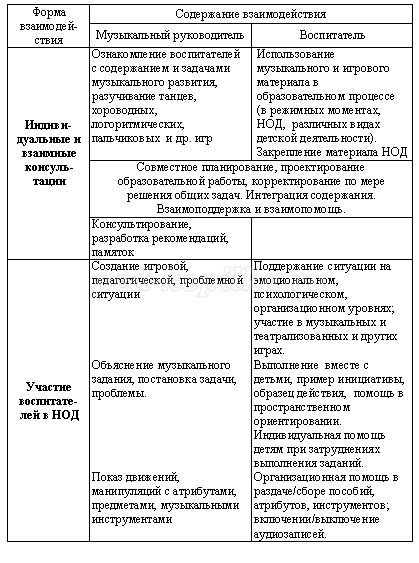 Форма
взаимодей-
ствия
Содержание взаимодействия
Музыкальный руководитель
Воспитатель
Индиви-
дуальные и
взаимные
консуль-
тации
Ознакомление воспитателей
с содержанием и задачами
музыкального развития,
разучивание танцев,
хороводных,
логоритмических,
пальчиковых и др. игр
Использование
музыкального и игрового
материала в
образовательном процессе
(в режимных моментах,
НОД, различных видах
детской деятельности).
Закрепление материала НОД
Совместное планирование, проектирование
образовательной работы, корректирование по мере
решения общих задач. Интеграция содержания.
Взаимоподдержка и взаимопомощь.
Консультирование,
разработка рекомендаций,
памяток
Участие
воспитате-
лей в НОД
Создание игровой,
педагогической, проблемной
ситуации
Поддержание ситуации на
эмоциональном,
психологическом,
организационном уровнях;
участие в музыкальных и
театрализованных и других
играх.
Объяснение музыкального
задания, постановка задачи,
проблемы.
Выполнение вместе с
детьми, пример инициативы,
образец действия, помощь в
пространственном
ориентировании.
Индивидуальная помощь
детям при затруднениях
выполнения заданий.
Показ движений,
манипуляций с атрибутами,
предметами, музыкальными
инструментами
Организационная помощь в
раздаче/сборе пособий,
атрибутов, инструментов;
включении/выключение
аудиозаписей.